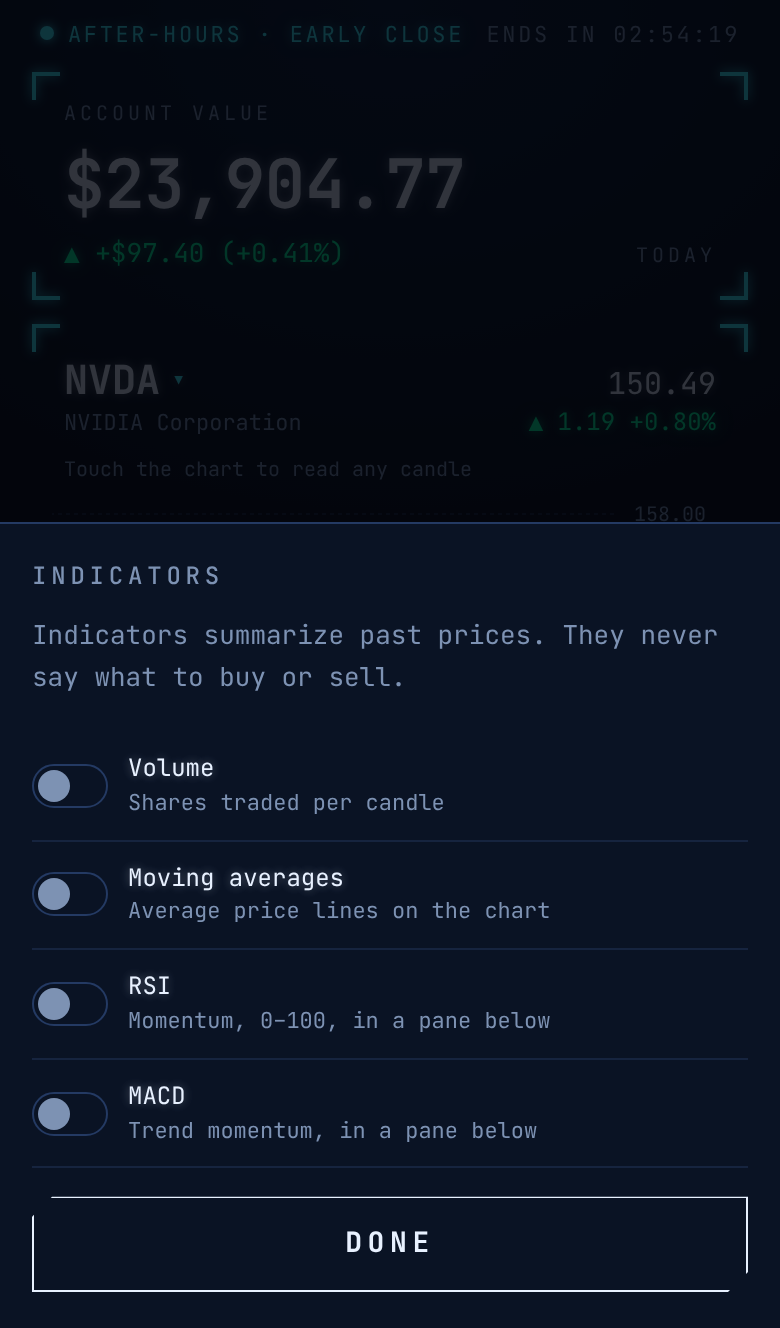 AFTER-HOURS · EARLY CLOSE ENDS IN 02:54:19
ACCOUNT VALUE
$23,904.77
▲ +$97.40 (+0.41%) TODAY
NVDA ▼ 150.49
NVIDIA Corporation ▲ 1.19 +0.80%
Touch the chart to read any candle
158.00
INDICATORS
Indicators summarize past prices. They never
say what to buy or sell.
Volume
Shares traded per candle
Moving averages
Average price lines on the chart
RSI
Momentum, 0–100, in a pane below
MACD
Trend momentum, in a pane below
DONE